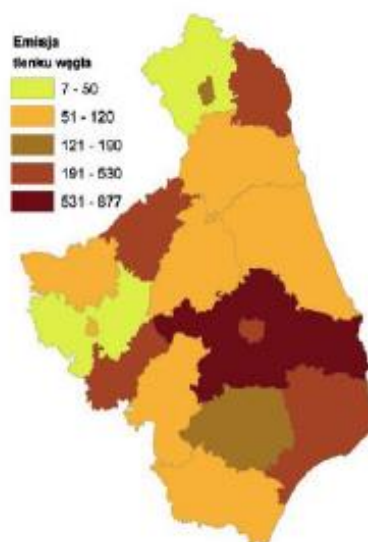 Emisja
tlenku węgla
7 - 50
51 - 120
121 - 190
191 - 530
531 - 877